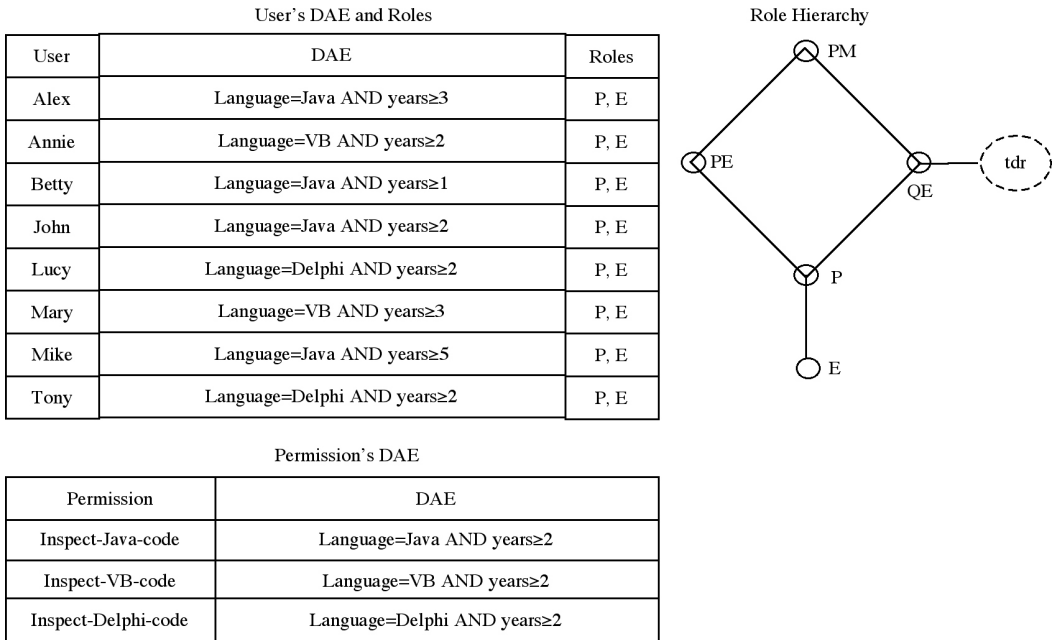 User’s DAE and Roles
User DAE Roles
Alex Language=Java AND years≥3 P, E
Annie Language=VB AND years≥2 P, E
Betty Language=Java AND years≥1 P, E
John Language=Java AND years≥2 P, E
Lucy Language=Delphi AND years≥2 P, E
Mary Language=VB AND years≥3 P, E
Mike Language=Java AND years≥5 P, E
Tony Language=Delphi AND years≥2 P, E
Role Hierarchy
PM
PE
QE
tdr
P
E
Permission’s DAE
Permission DAE
Inspect-Java-code Language=Java AND years≥2
Inspect-VB-code Language=VB AND years≥2
Inspect-Delphi-code Language=Delphi AND years≥2